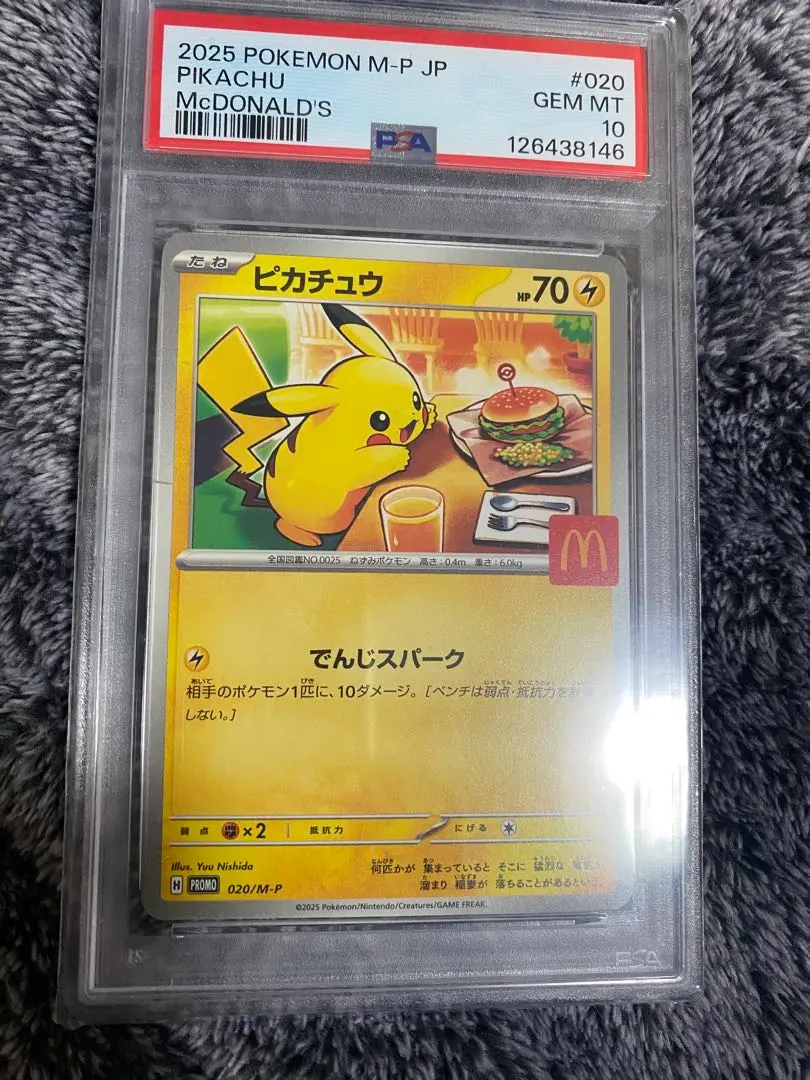 2025 POKEMON M-P JP
#020
PIKACHU
GEM MT
McDONALD'S
10
PSA
126438146
たね
ピカチュウ
HP70
M
全国図鑑NO.0025 ねずみポケモン 高さ:0.4m 重さ:6.0kg
でんじスパーク
相手のポケモン1匹に、10ダメージ。[ベンチは弱点・抵抗力を計算
しない。]
弱点 ×2 抵抗力 にげる
Illus. Yuu Nishida
何匹かが 集まっていると そこに 猛烈な
溜まり 稲妻が 落ちることがあるという。
H PROMO 020/M-P
©2025 Pokémon/Nintendo/Creatures/GAME FREAK.
PSA